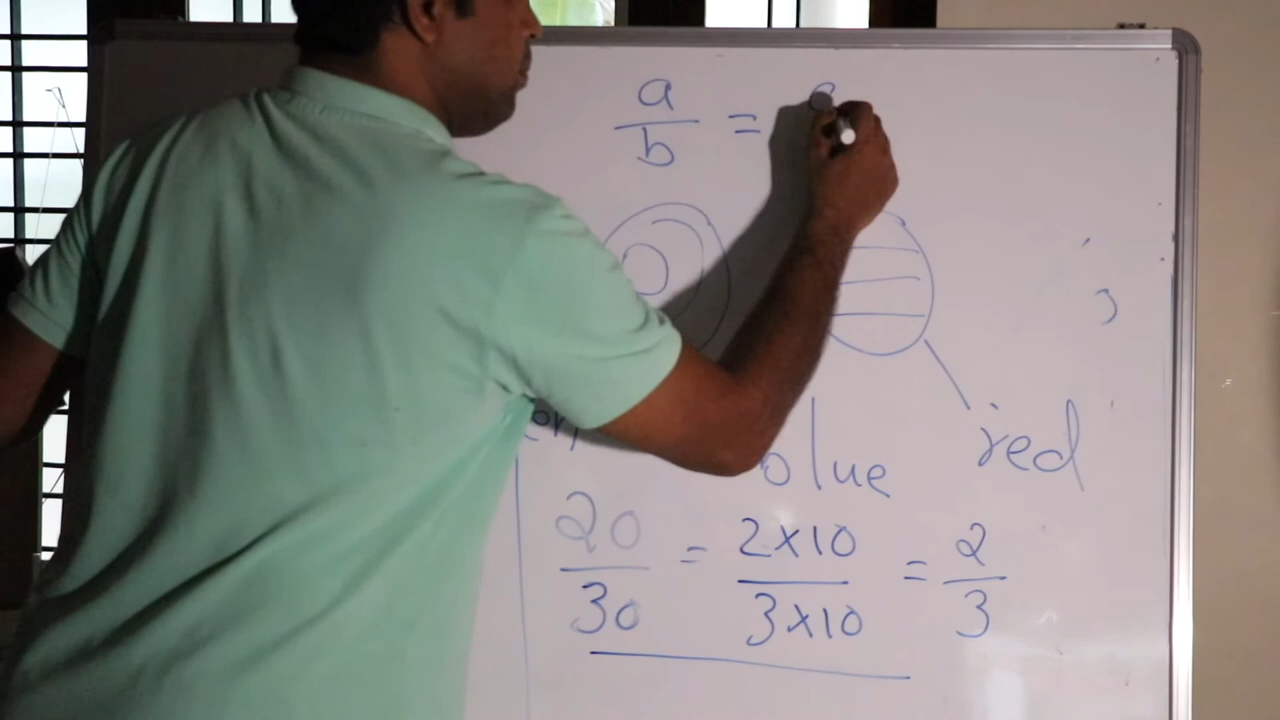 a/b =
red
blue
20/30 = 2x10/3x10 = 2/3